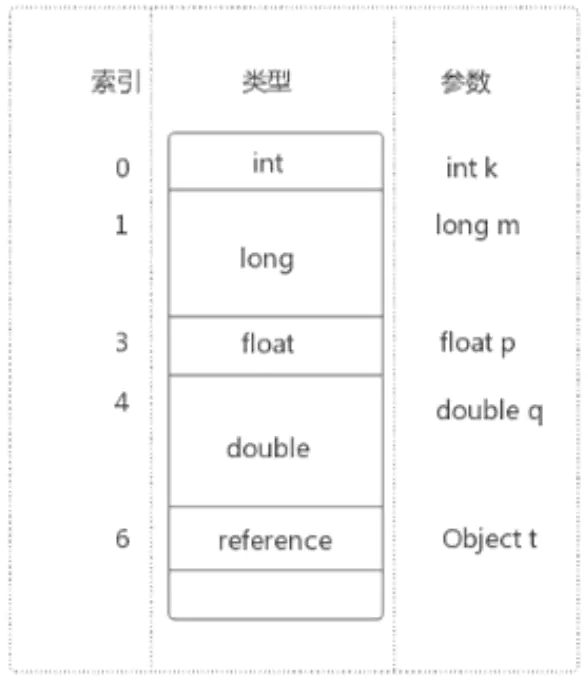 索引 类型 参数
0 int int k
1 long long m
3 float float p
4 double double q
6 reference Object t